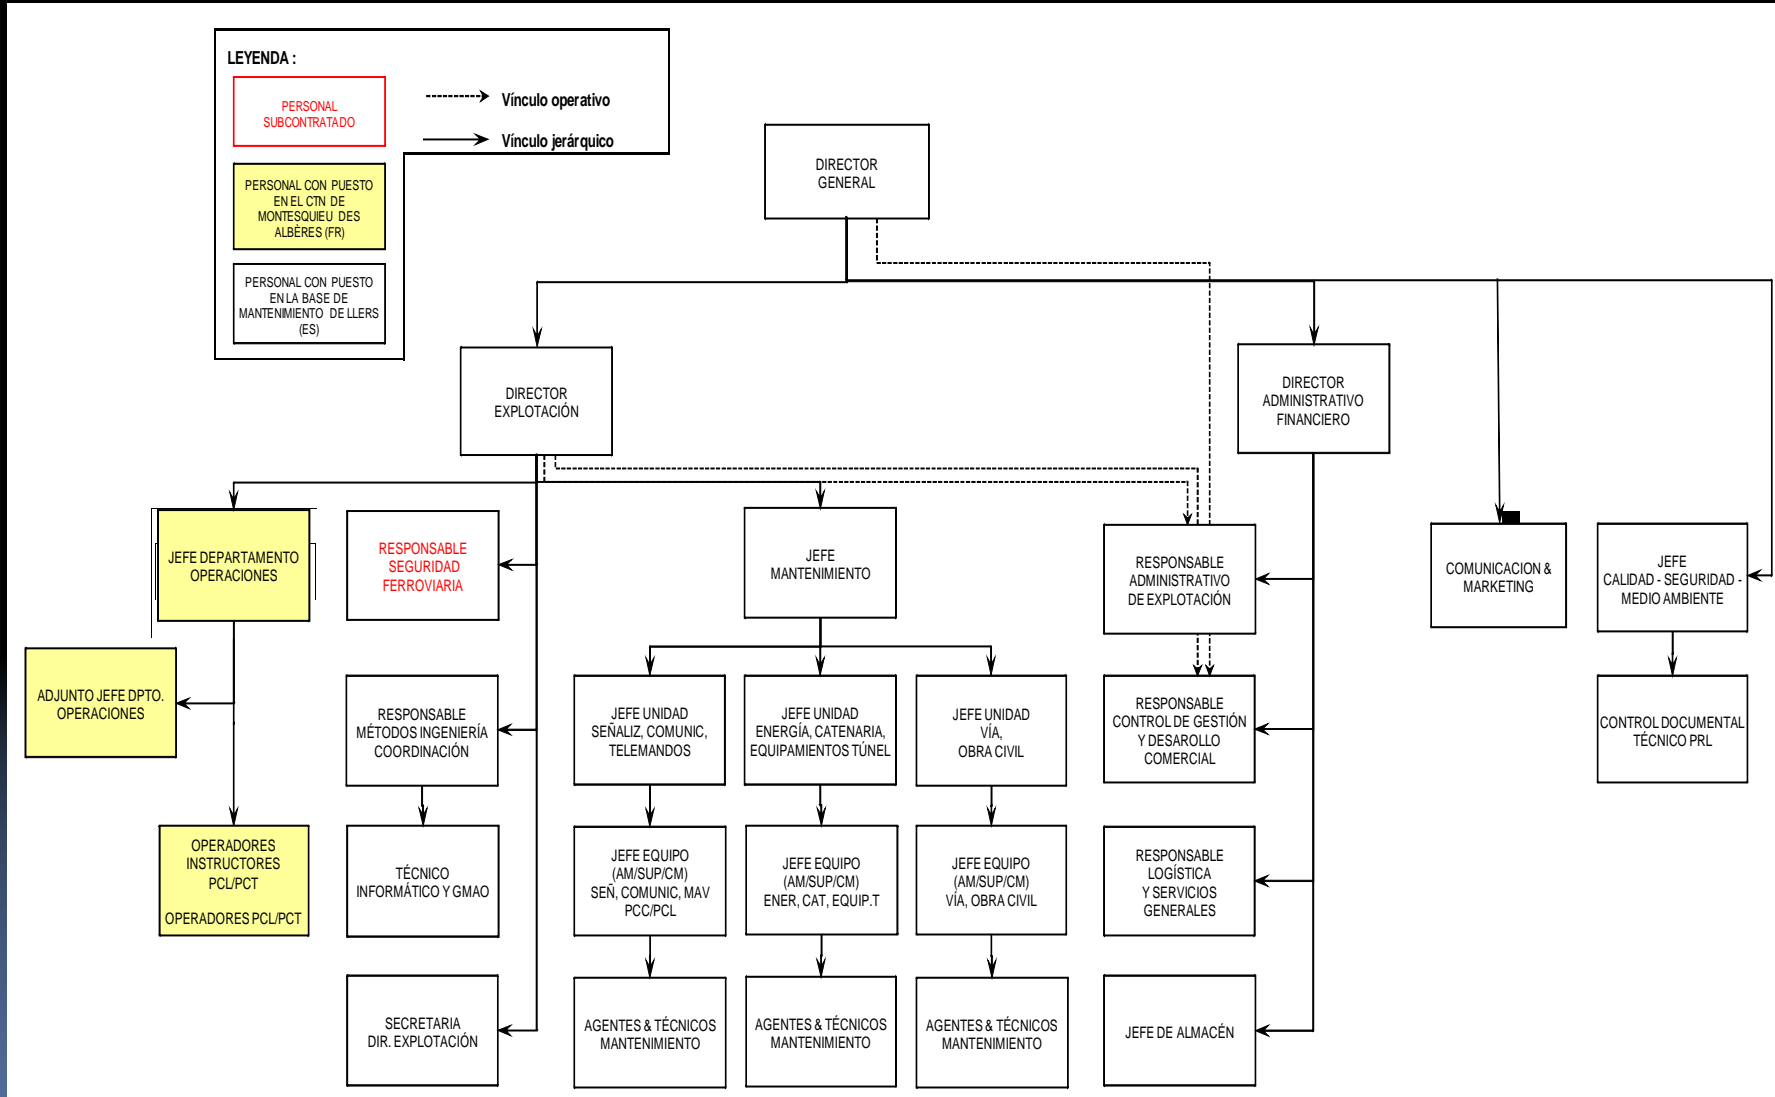 LEYENDA :
PERSONAL
SUBCONTRATADO
Vínculo operativo
Vínculo jerárquico
PERSONAL CON PUESTO
EN EL CTN DE
MONTESQUIEU DES
ALBÈRES (FR)
PERSONAL CON PUESTO
EN LA BASE DE
MANTENIMIENTO DE LLERS
(ES)
DIRECTOR
GENERAL
DIRECTOR
EXPLOTACIÓN
DIRECTOR
ADMINISTRATIVO
FINANCIERO
JEFE DEPARTAMENTO
OPERACIONES
RESPONSABLE
SEGURIDAD
FERROVIARIA
JEFE
MANTENIMIENTO
RESPONSABLE
ADMINISTRATIVO
DE EXPLOTACIÓN
COMUNICACION &
MARKETING
JEFE
CALIDAD - SEGURIDAD -
MEDIO AMBIENTE
ADJUNTO JEFE DPTO.
OPERACIONES
RESPONSABLE
MÉTODOS INGENIERÍA
COORDINACIÓN
JEFE UNIDAD
SEÑALIZ, COMUNIC,
TELEMANDOS
JEFE UNIDAD
ENERGÍA, CATENARIA,
EQUIPAMIENTOS TÚNEL
JEFE UNIDAD
VÍA,
OBRA CIVIL
RESPONSABLE
CONTROL DE GESTIÓN
Y DESAROLLO
COMERCIAL
CONTROL DOCUMENTAL
TÉCNICO PRL
OPERADORES
INSTRUCTORES
PCL/PCT
OPERADORES PCL/PCT
TÉCNICO
INFORMÁTICO Y GMAO
JEFE EQUIPO
(AM/SUP/CM)
SEÑ, COMUNIC, MAV
PCC/PCL
JEFE EQUIPO
(AM/SUP/CM)
ENER, CAT, EQUIP.T
JEFE EQUIPO
(AM/SUP/CM)
VÍA, OBRA CIVIL
RESPONSABLE
LOGÍSTICA
Y SERVICIOS
GENERALES
SECRETARIA
DIR. EXPLOTACIÓN
AGENTES & TÉCNICOS
MANTENIMIENTO
AGENTES & TÉCNICOS
MANTENIMIENTO
AGENTES & TÉCNICOS
MANTENIMIENTO
JEFE DE ALMACÉN